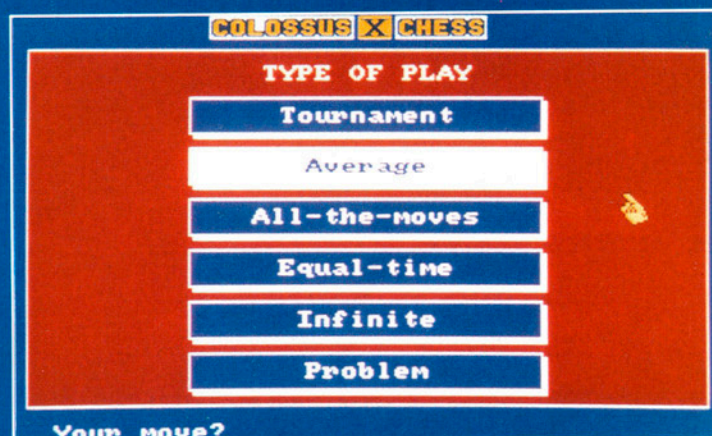 COLOSSUS X CHESS
TYPE OF PLAY
Tournament
Average
All-the-moves
Equal-time
Infinite
Problem
Your move?